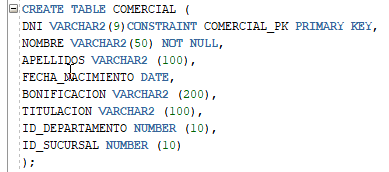 CREATE TABLE COMERCIAL (
DNI VARCHAR2(9)CONSTRAINT COMERCIAL_PK PRIMARY KEY,
NOMBRE VARCHAR2(50) NOT NULL,
APELLIDOS VARCHAR2 (100),
FECHA_NACIMIENTO DATE,
BONIFICACION VARCHAR2 (200),
TITULACION VARCHAR2 (100),
ID_DEPARTAMENTO NUMBER (10),
ID_SUCURSAL NUMBER (10)
);